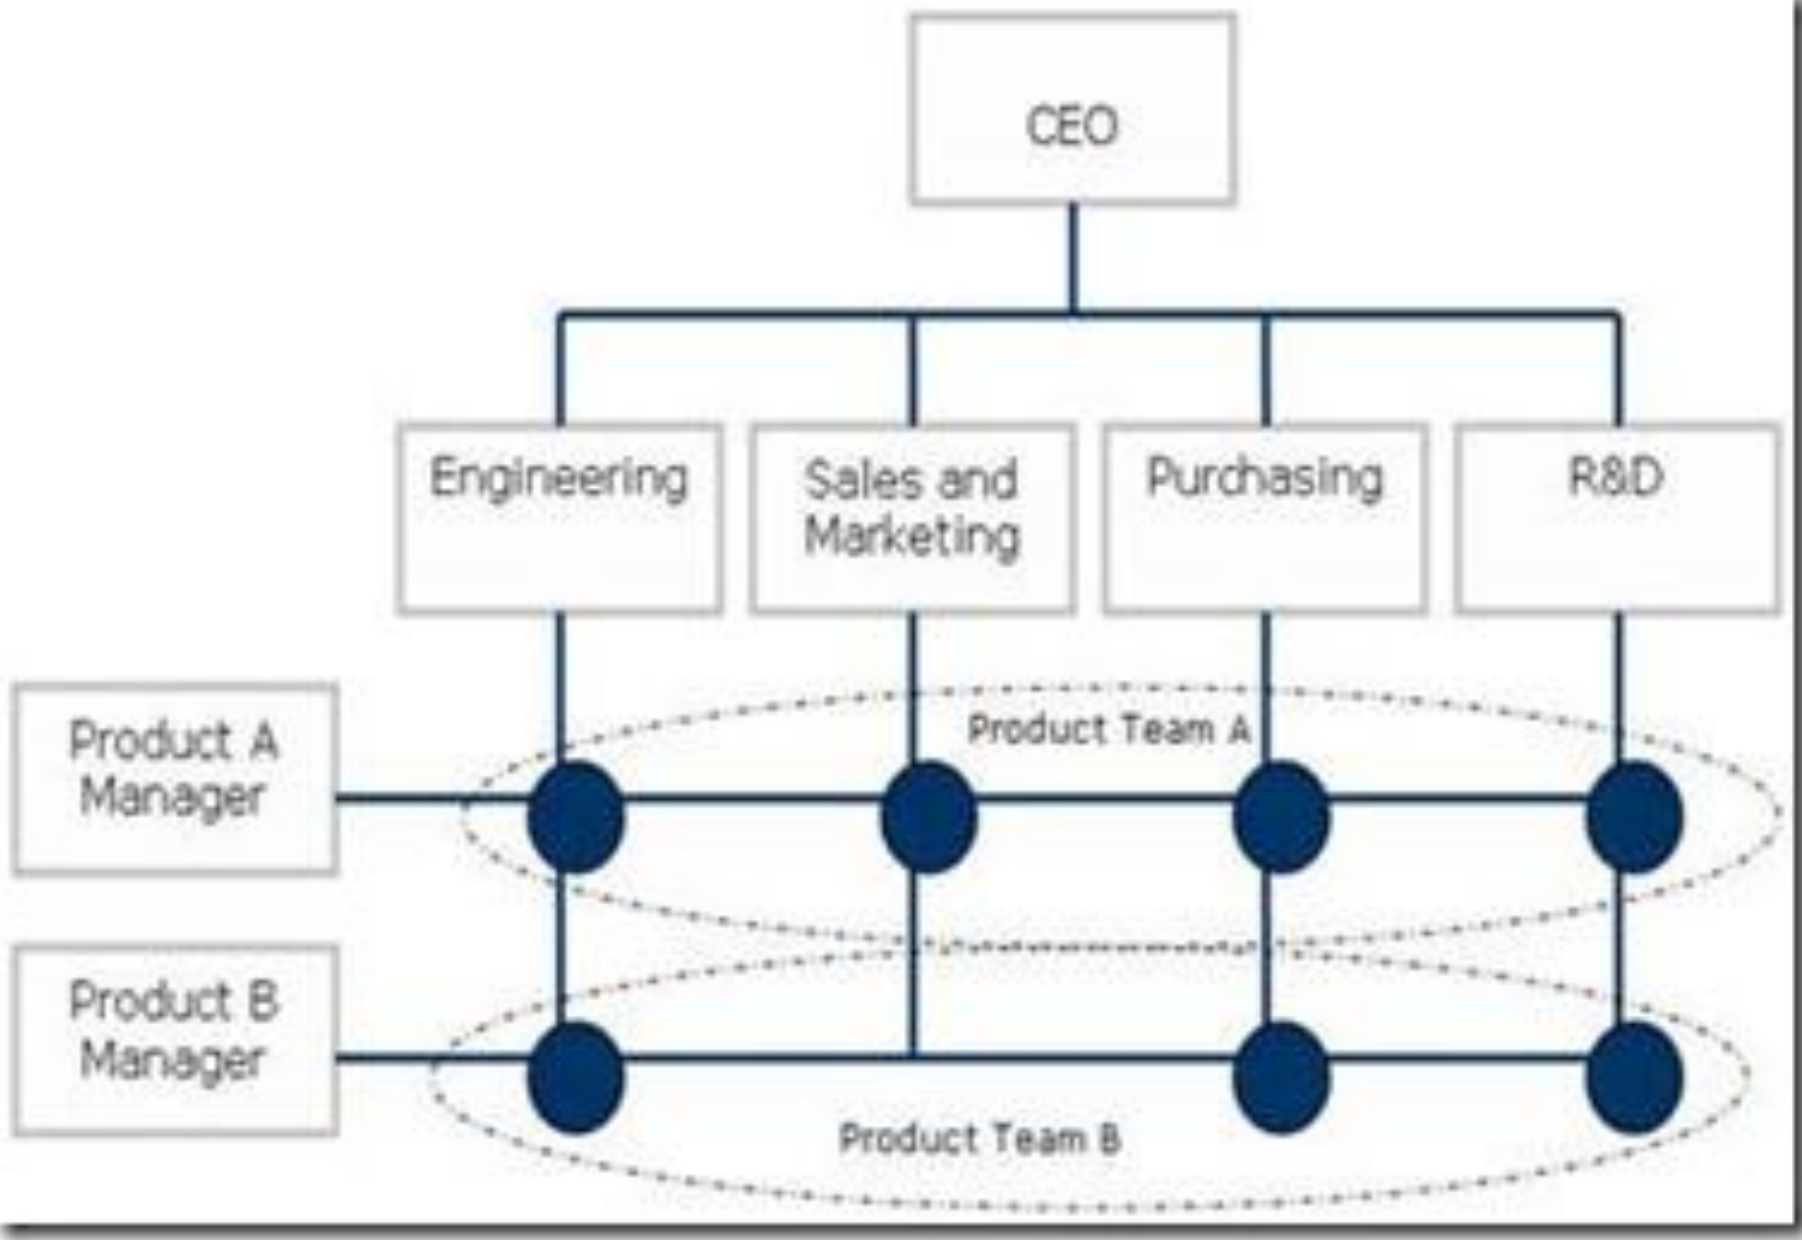 CEO
Engineering
Sales and
Marketing
Purchasing
R&D
Product A
Manager
Product Team A
Product B
Manager
Product Team B